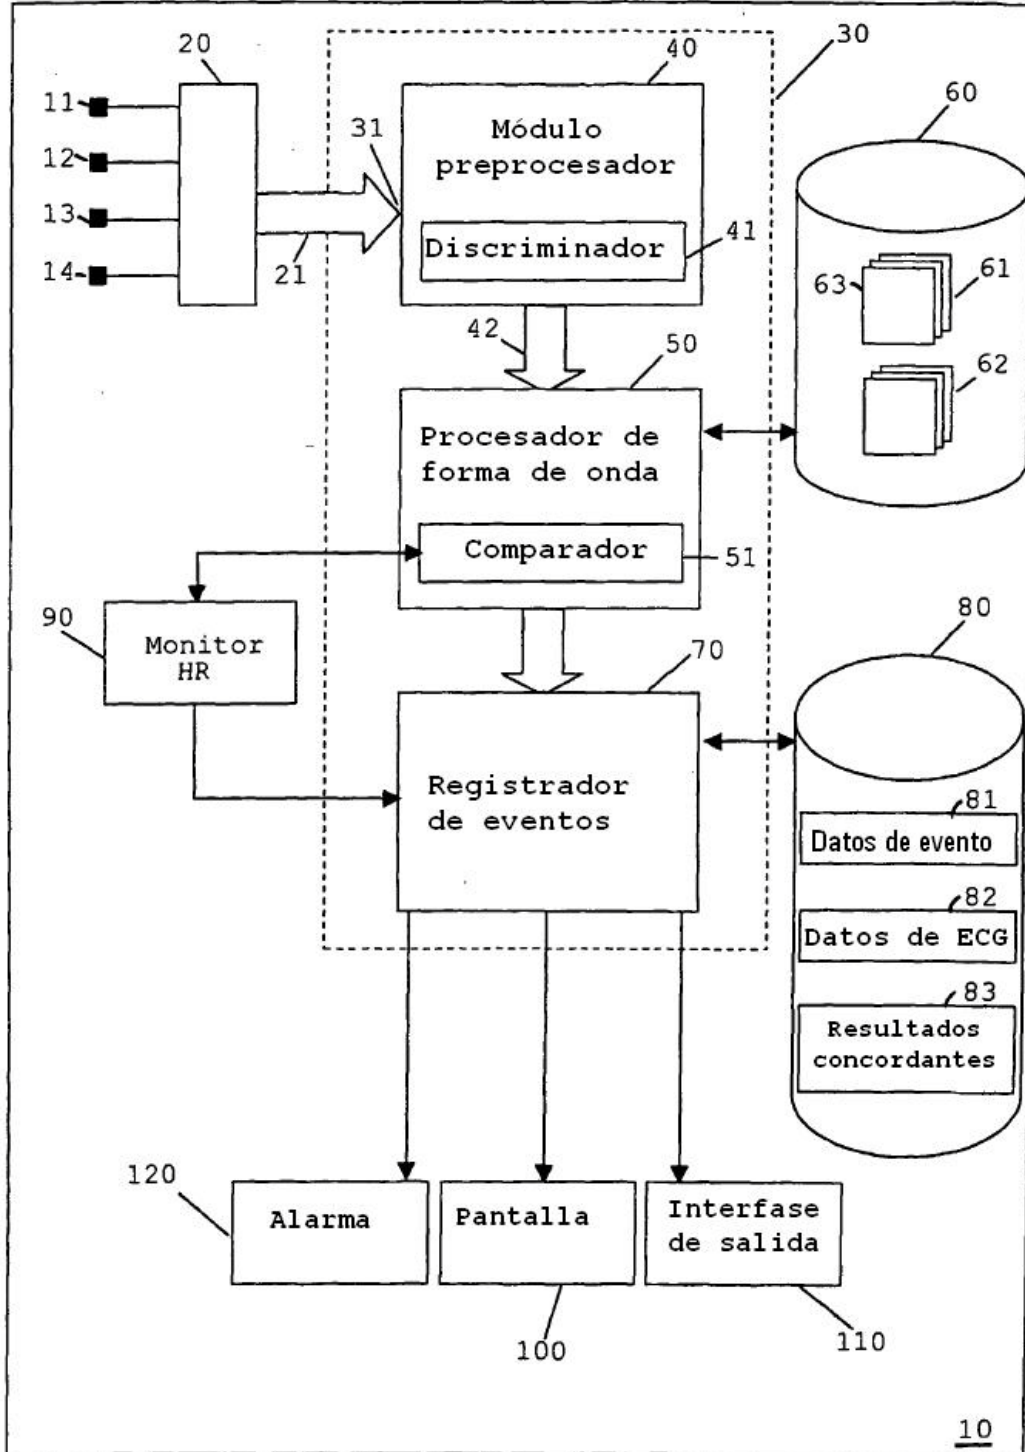 20
30
40
60
11
12
13
14
31
21
Módulo
preprocesador
Discriminador
41
63
61
62
42
50
Procesador de
forma de onda
Comparador
51
90
Monitor
HR
70
80
Registrador
de eventos
81
Datos de evento
82
Datos de ECG
83
Resultados
concordantes
120
Alarma
Pantalla
Interfase
de salida
100
110
10